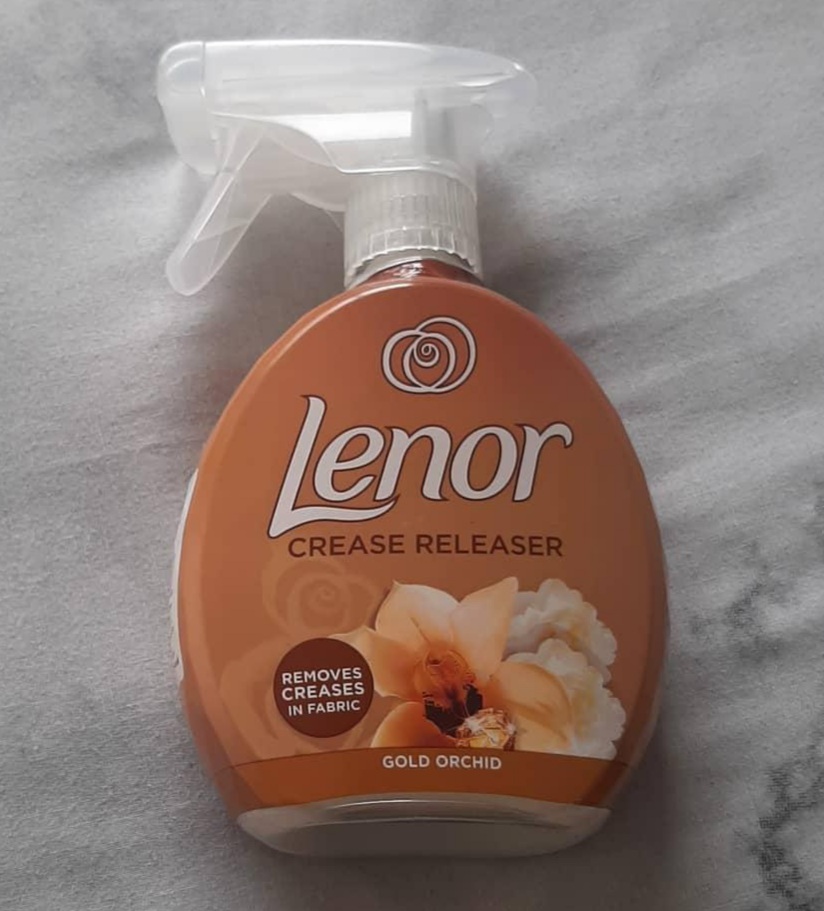 Lenor
CREASE RELEASER
REMOVES
CREASES
IN FABRIC
GOLD ORCHID